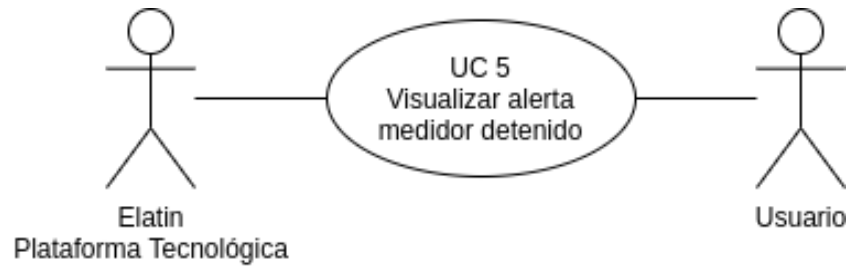 UC 5
Visualizar alerta
medidor detenido
Elatin
Plataforma Tecnológica
Usuario